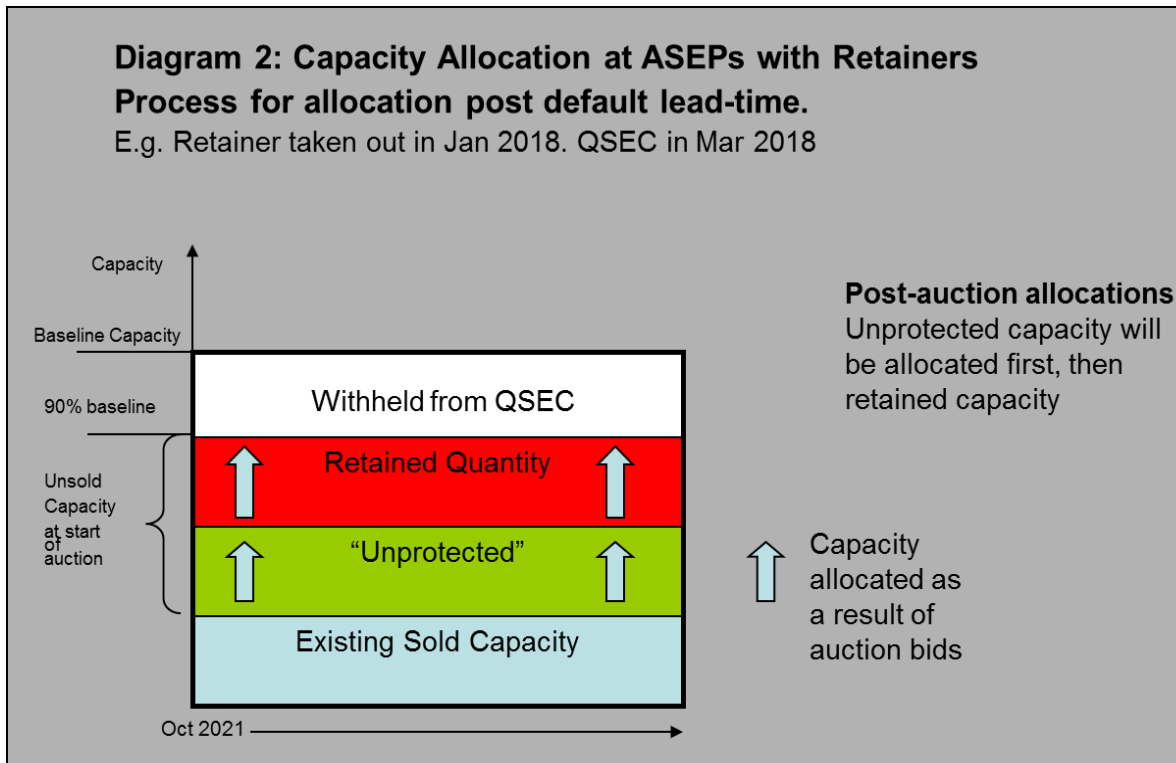 Diagram 2: Capacity Allocation at ASEPs with Retainers
Process for allocation post default lead-time.
E.g. Retainer taken out in Jan 2018. QSEC in Mar 2018
Capacity
Baseline Capacity
90% baseline
Unsold
Capacity
at start
of
auction
Withheld from QSEC
Retained Quantity
“Unprotected”
Existing Sold Capacity
Oct 2021
Post-auction allocations
Unprotected capacity will
be allocated first, then
retained capacity
Capacity
allocated as
a result of
auction bids